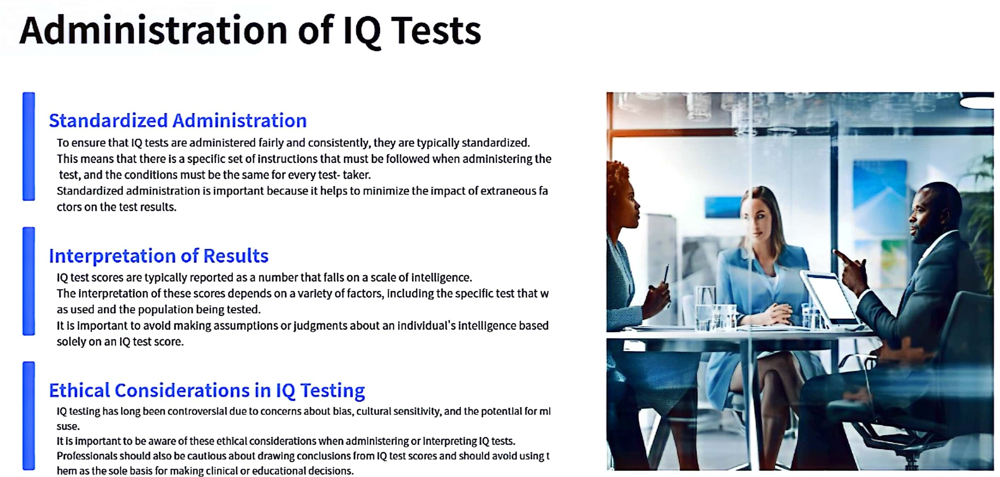 Administration of IQ Tests
Standardized Administration
To ensure that IQ tests are administered fairly and consistently, they are typically standardized.
This means that there is a specific set of instructions that must be followed when administering the
test, and the conditions must be the same for every test- taker.
Standardized administration is important because it helps to minimize the impact of extraneous fa
ctors on the test results.
Interpretation of Results
IQ test scores are typically reported as a number that falls on a scale of intelligence.
The interpretation of these scores depends on a variety of factors, including the specific test that w
as used and the population being tested.
It is important to avoid making assumptions or judgments about an individual's intelligence based
solely on an IQ test score.
Ethical Considerations in IQ Testing
IQ testing has long been controversial due to concerns about bias, cultural sensitivity, and the potential for mi
suse.
It is important to be aware of these ethical considerations when administering or interpreting IQ tests.
Professionals should also be cautious about drawing conclusions from IQ test scores and should avoid using t
hem as the sole basis for making clinical or educational decisions.